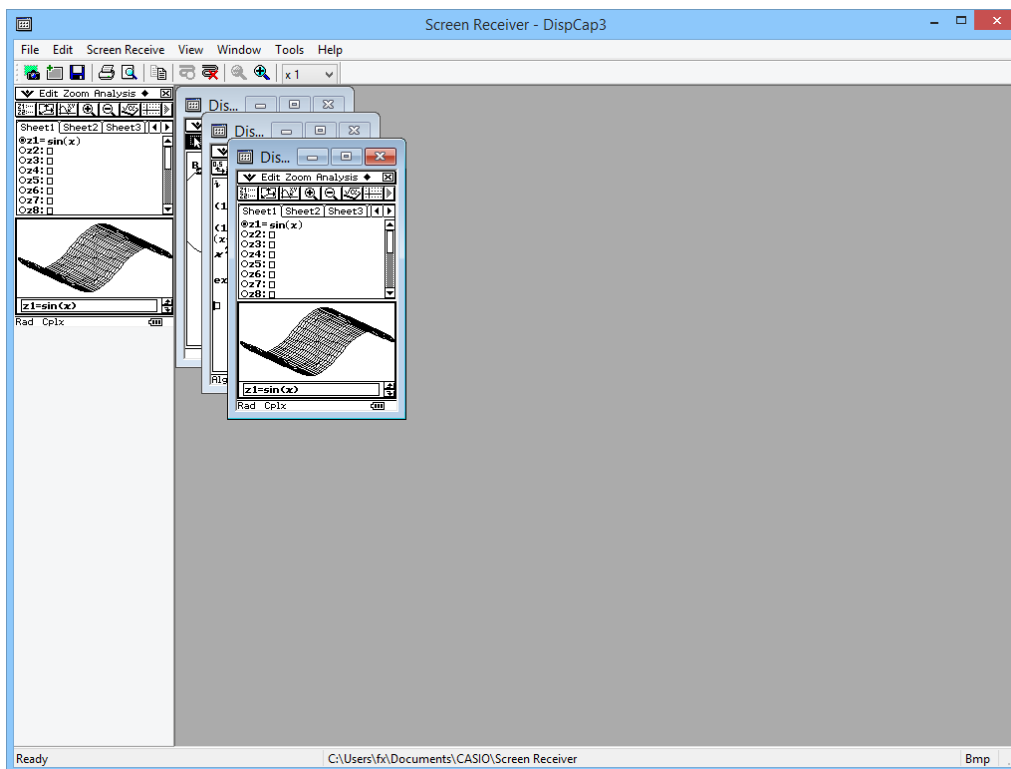 Screen Receiver - DispCap3
File Edit Screen Receive View Window Tools Help
x 1
Edit Zoom Analysis
Sheet1 Sheet2 Sheet3
z1=sin(x)
z2:
z3:
z4:
z5:
z6:
z7:
z8:
z1=sin(x)
Rad Cplx
Dis...
Dis...
Alg
Dis...
Edit Zoom Analysis
Sheet1 Sheet2 Sheet3
z1=sin(x)
z2:
z3:
z4:
z5:
z6:
z7:
z8:
z1=sin(x)
Rad Cplx
Ready
C:\Users\fx\Documents\CASIO\Screen Receiver
Bmp